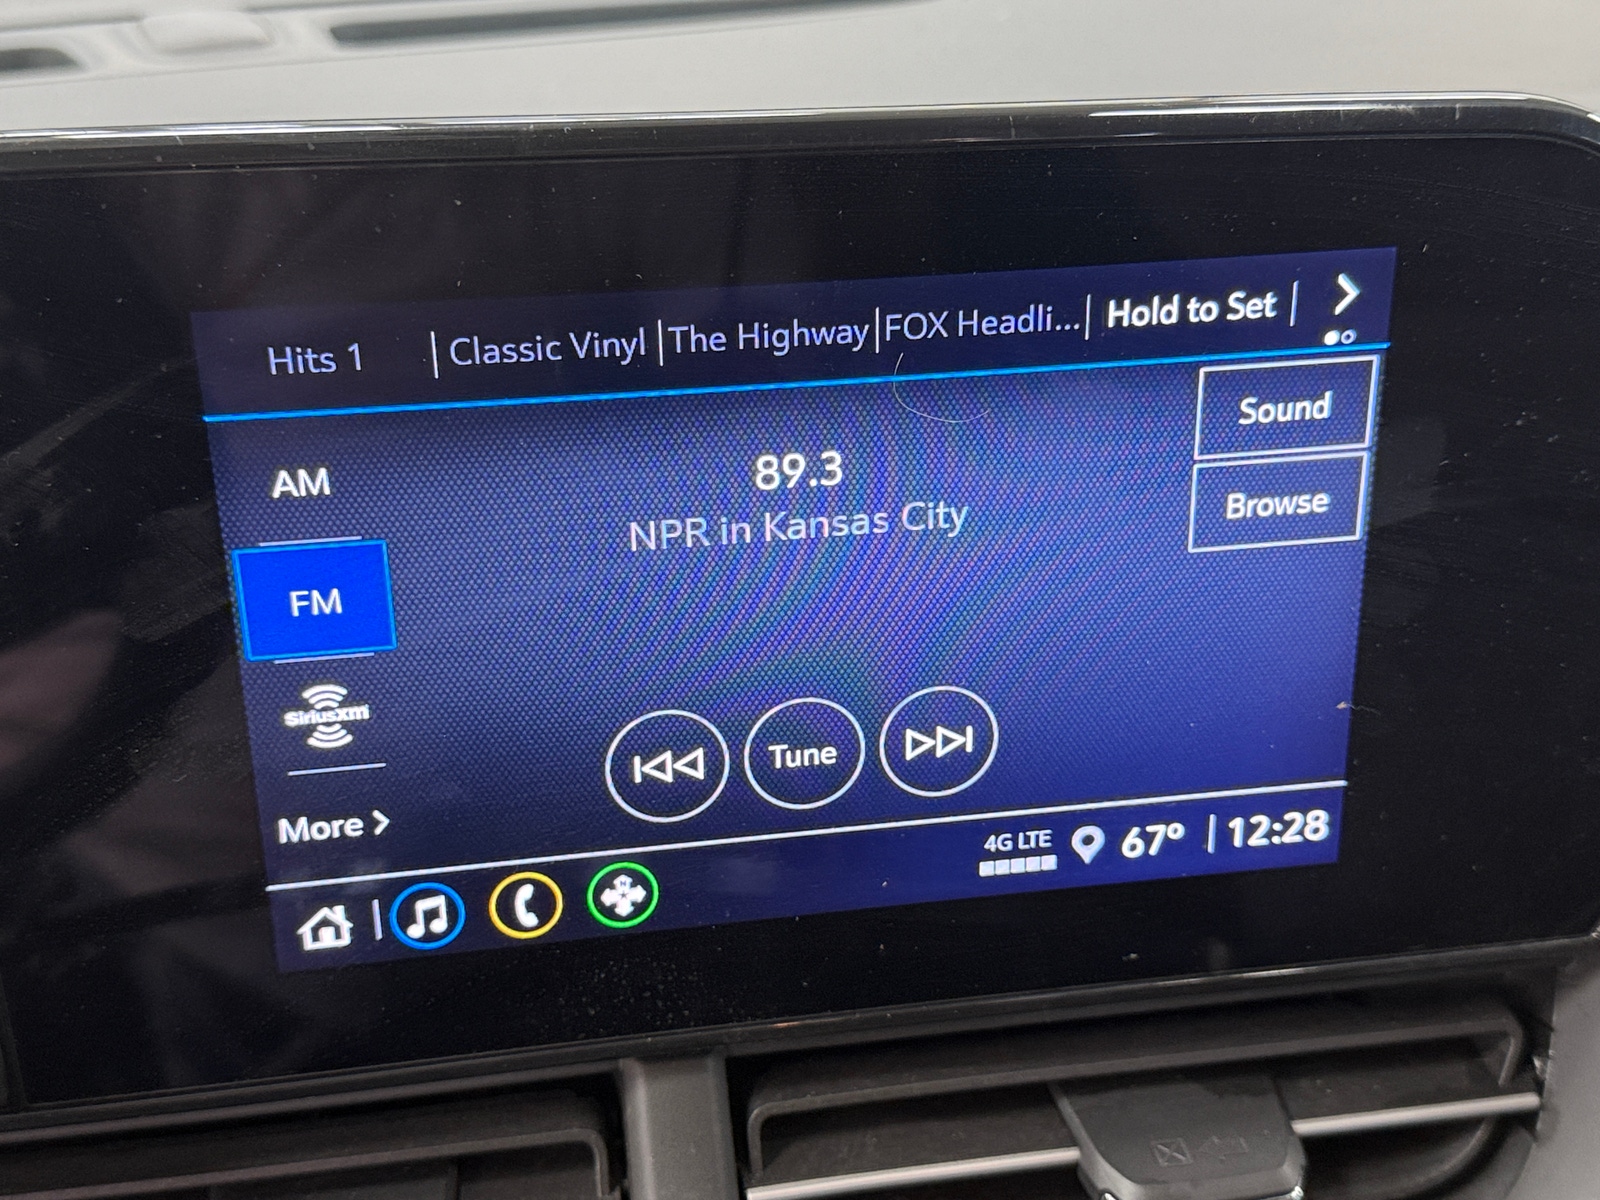 Hits 1 | Classic Vinyl | The Highway | FOX Headli... | Hold to Set |
Sound
AM
89.3
Browse
NPR in Kansas City
FM
SiriusXm
Tune
More
4G LTE 67° | 12:28